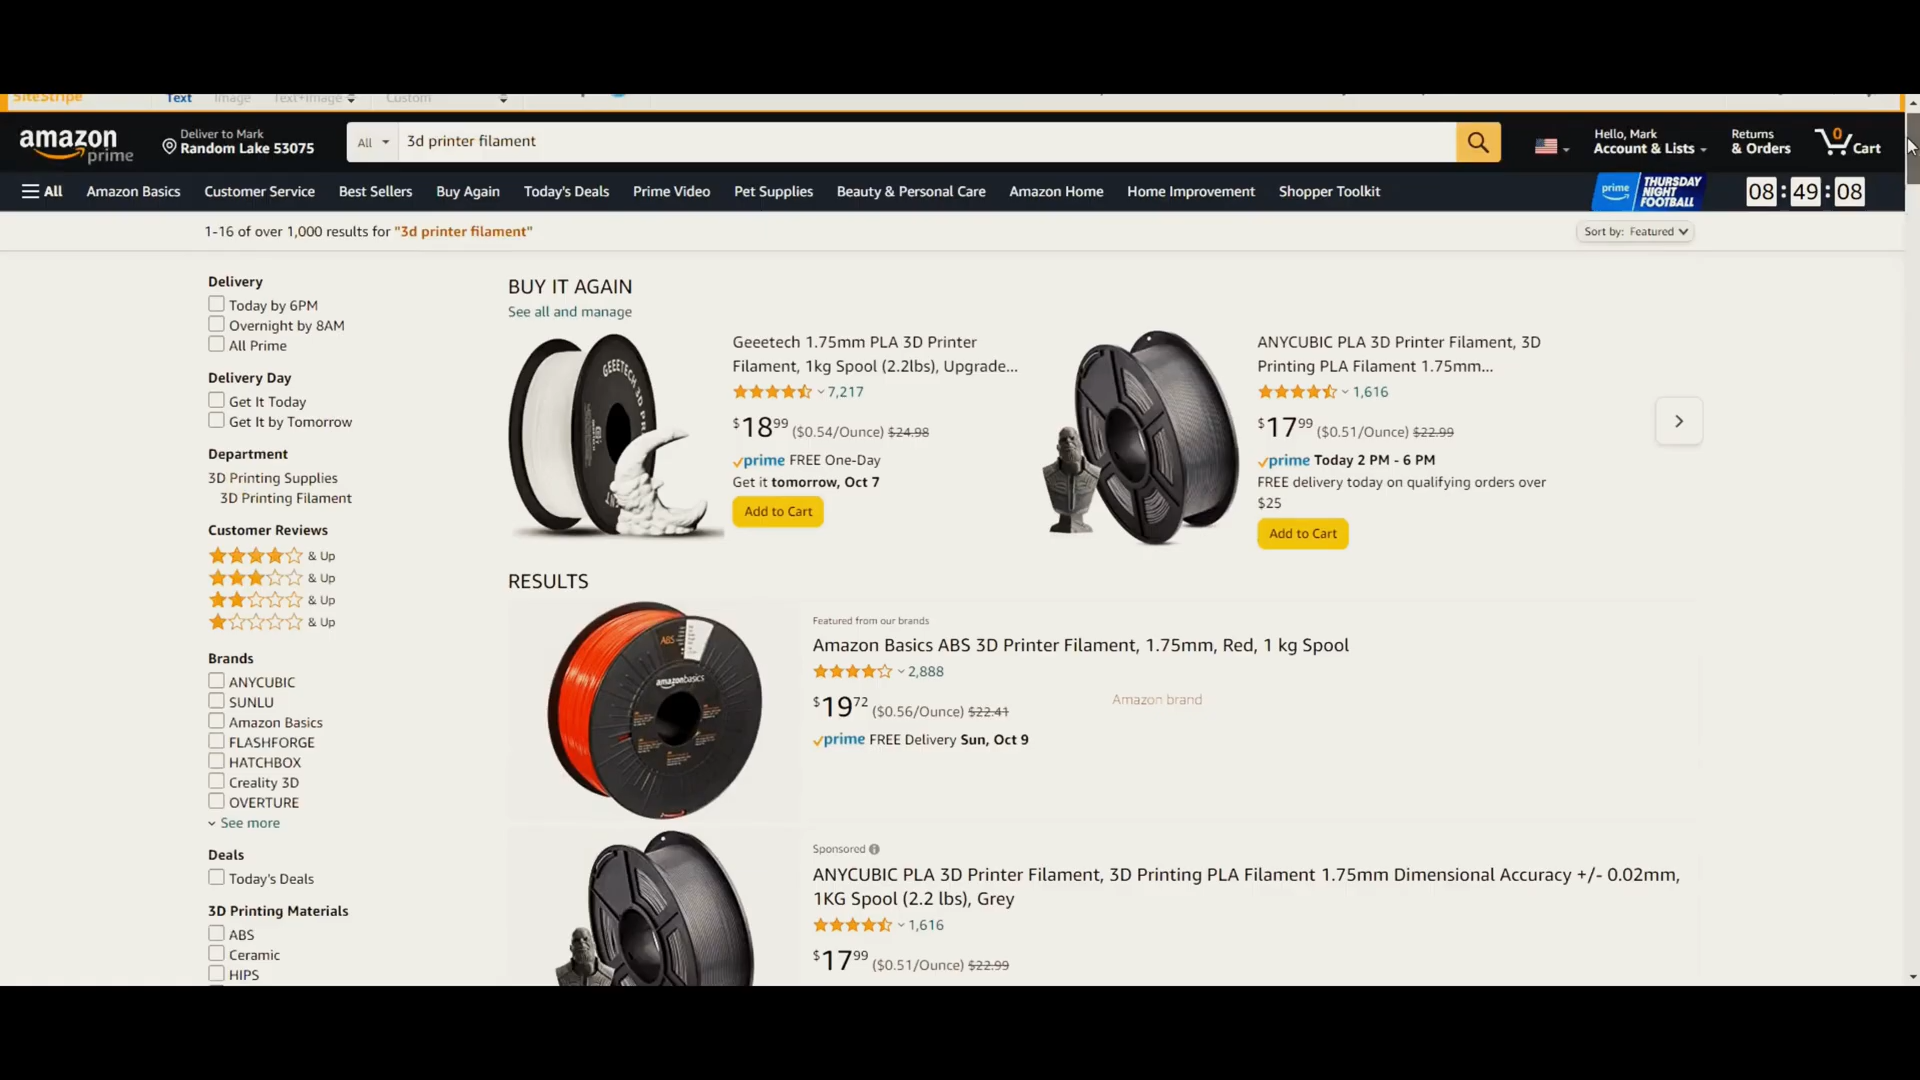 SiteStripe Text Image Text+Image Custom
amazon
prime
Deliver to Mark
Random Lake 53075
All
3d printer filament
Hello, Mark
Account & Lists
Returns
& Orders
0
Cart
All
Amazon Basics
Customer Service
Best Sellers
Buy Again
Today's Deals
Prime Video
Pet Supplies
Beauty & Personal Care
Amazon Home
Home Improvement
Shopper Toolkit
prime
THURSDAY
NIGHT
FOOTBALL
08 : 49 : 08
1-16 of over 1,000 results for "3d printer filament"
Sort by: Featured
Delivery
Today by 6PM
Overnight by 8AM
All Prime
Delivery Day
Get It Today
Get It by Tomorrow
Department
3D Printing Supplies
3D Printing Filament
Customer Reviews
& Up
& Up
& Up
& Up
Brands
ANYCUBIC
SUNLU
Amazon Basics
FLASHFORGE
HATCHBOX
Creality 3D
OVERTURE
See more
Deals
Today's Deals
3D Printing Materials
ABS
Ceramic
HIPS
BUY IT AGAIN
See all and manage
GEEETECH 3D PR
Geeetech 1.75mm PLA 3D Printer
Filament, 1kg Spool (2.2lbs), Upgrade...
7,217
$18.99 ($0.54/Ounce) $24.98
prime FREE One-Day
Get it tomorrow, Oct 7
Add to Cart
ANYCUBIC PLA 3D Printer Filament, 3D
Printing PLA Filament 1.75mm...
1,616
$17.99 ($0.51/Ounce) $22.99
prime Today 2 PM - 6 PM
FREE delivery today on qualifying orders over
$25
Add to Cart
RESULTS
ABS
amazonbasics
Featured from our brands
Amazon Basics ABS 3D Printer Filament, 1.75mm, Red, 1 kg Spool
2,888
$19.72 ($0.56/Ounce) $22.41
Amazon brand
prime FREE Delivery Sun, Oct 9
Sponsored
ANYCUBIC PLA 3D Printer Filament, 3D Printing PLA Filament 1.75mm Dimensional Accuracy +/- 0.02mm,
1KG Spool (2.2 lbs), Grey
1,616
$17.99 ($0.51/Ounce) $22.99